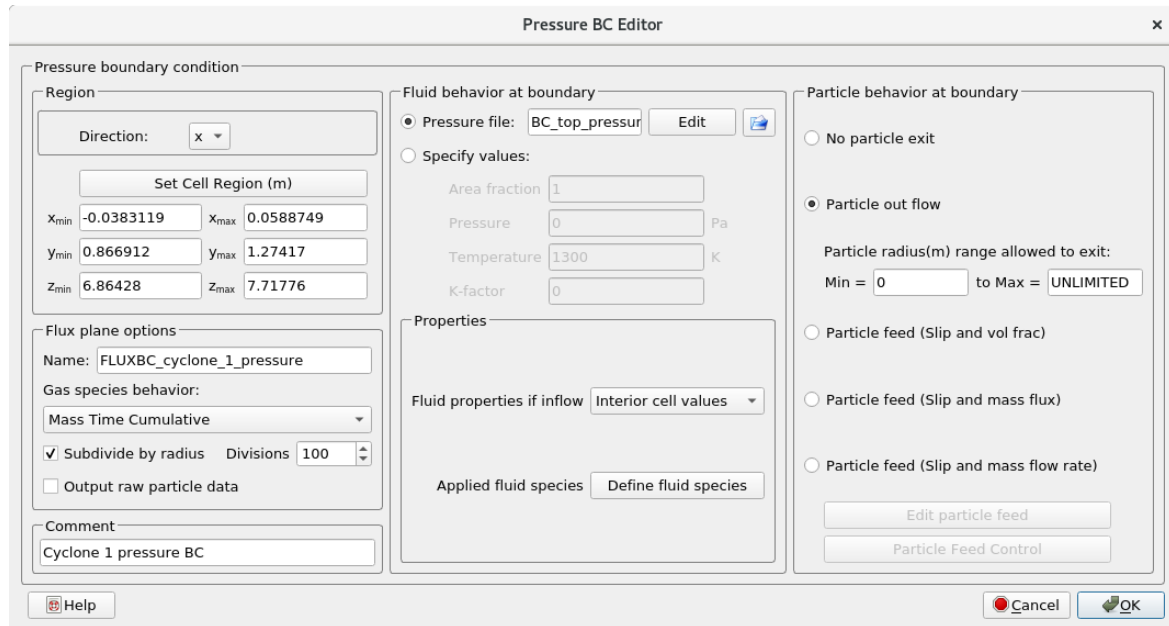 Pressure BC Editor
×
Pressure boundary condition
Region
Direction: x
Set Cell Region (m)
xmin -0.0383119 xmax 0.0588749
ymin 0.866912 ymax 1.27417
zmin 6.86428 zmax 7.71776
Flux plane options
Name: FLUXBC_cyclone_1_pressure
Gas species behavior:
Mass Time Cumulative
Subdivide by radius Divisions 100
Output raw particle data
Comment
Cyclone 1 pressure BC
Fluid behavior at boundary
Pressure file: BC_top_pressur Edit
Specify values:
Area fraction 1
Pressure 0 Pa
Temperature 1300 K
K-factor 0
Properties
Fluid properties if inflow Interior cell values
Applied fluid species Define fluid species
Particle behavior at boundary
No particle exit
Particle out flow
Particle radius(m) range allowed to exit:
Min = 0 to Max = UNLIMITED
Particle feed (Slip and vol frac)
Particle feed (Slip and mass flux)
Particle feed (Slip and mass flow rate)
Edit particle feed
Particle Feed Control
Help
Cancel
OK